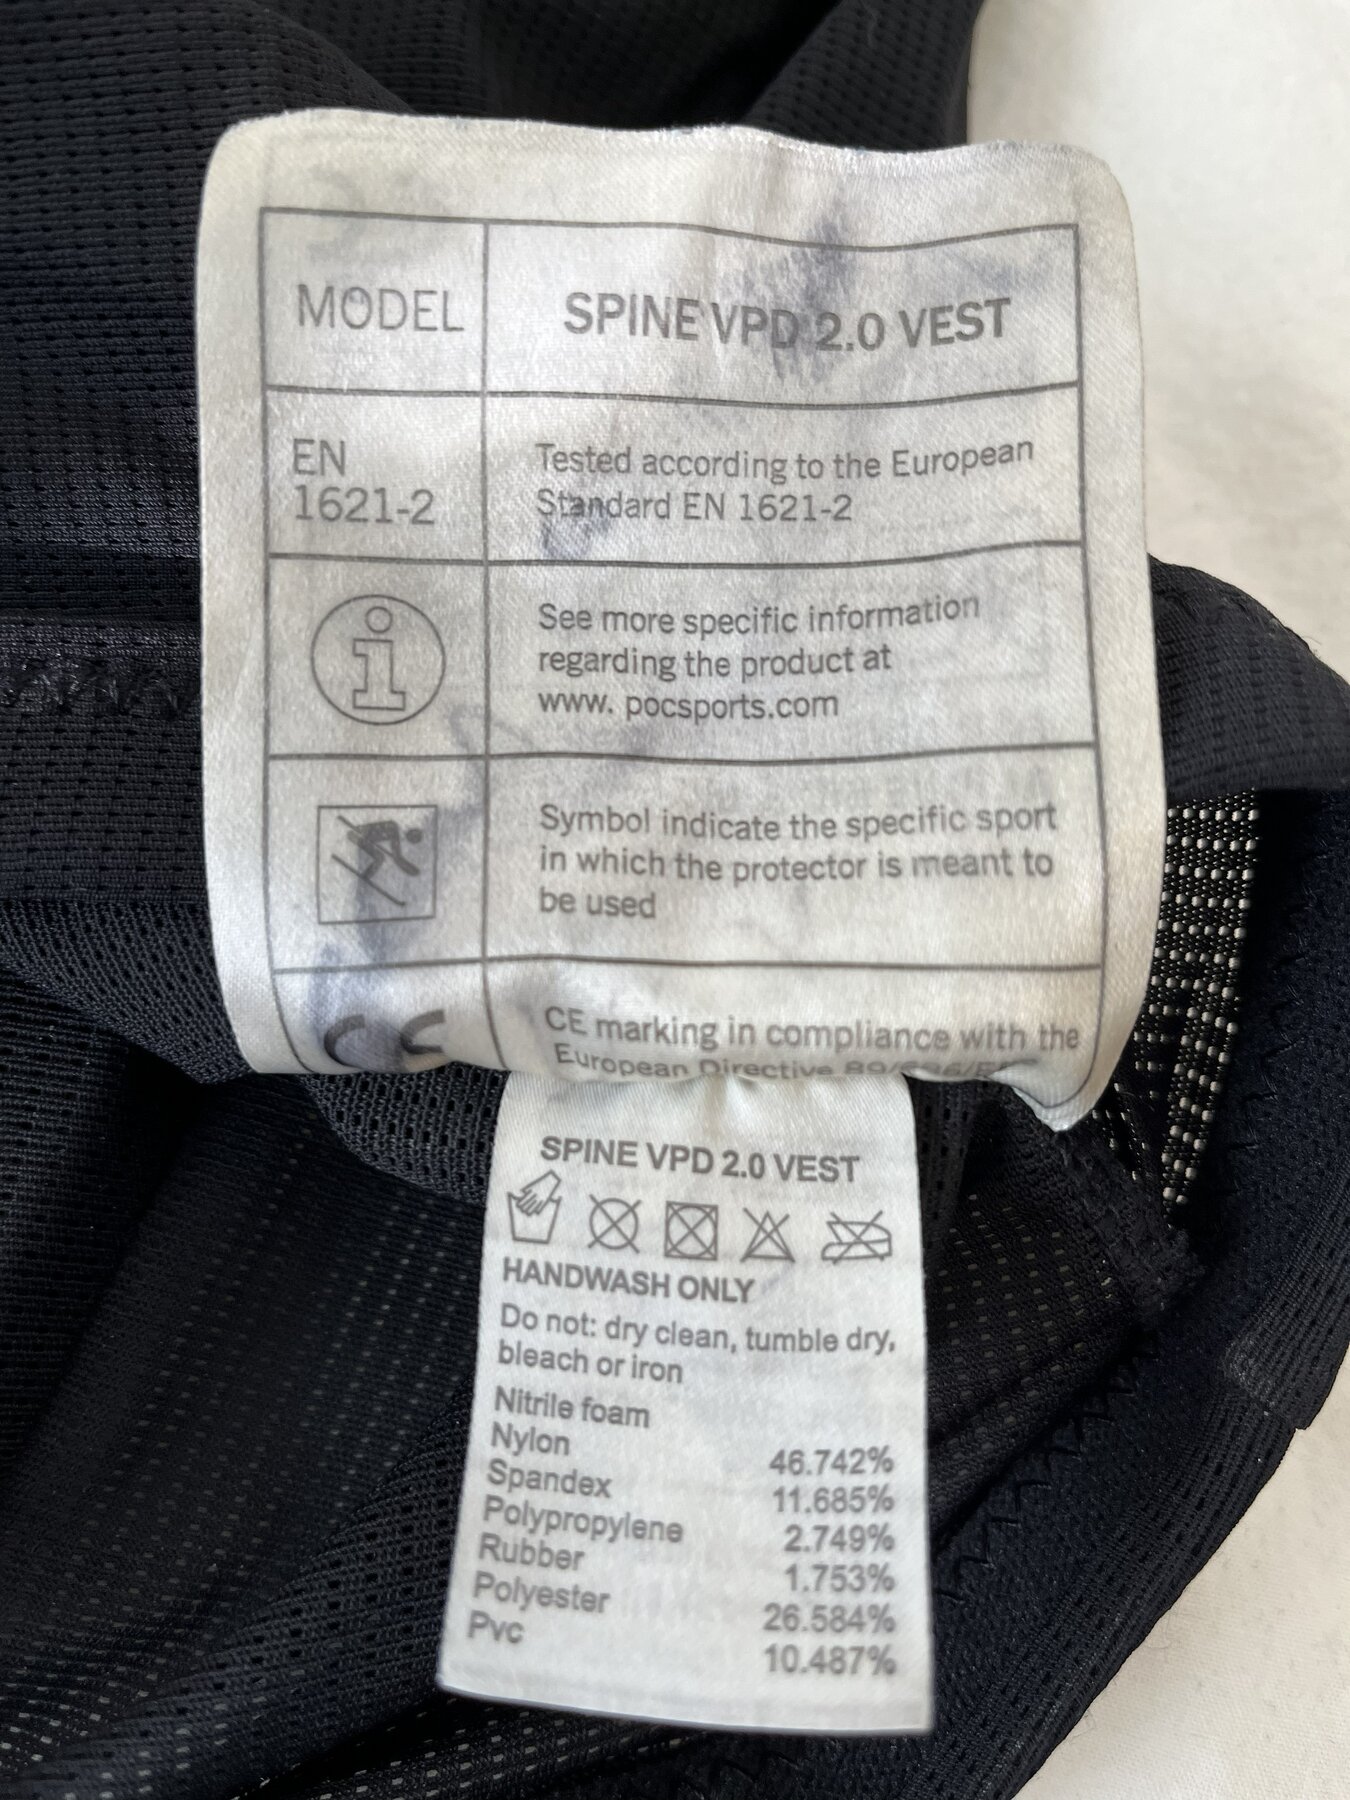 MODEL
SPINE VPD 2.0 VEST
EN
1621-2
Tested according to the European
Standard EN 1621-2
See more specific information
regarding the product at
www. pocsports.com
Symbol indicate the specific sport
in which the protector is meant to
be used
CE
CE marking in compliance with the
European Directive
SPINE VPD 2.0 VEST
HANDWASH ONLY
Do not: dry clean, tumble dry,
bleach or iron
Nitrile foam
Nylon 46.742%
Spandex 11.685%
Polypropylene 2.749%
Rubber 1.753%
Polyester 26.584%
Pvc 10.487%